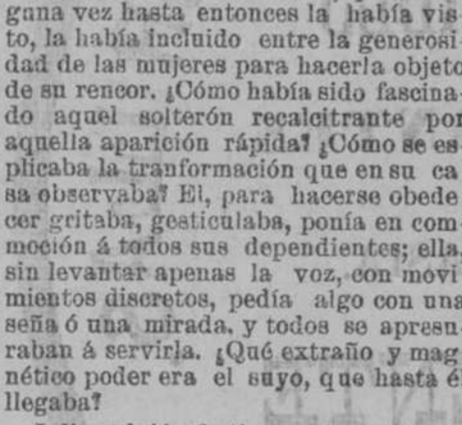 guna vez hasta entonces la había vis
to, la había incluido entre la generosi
dad de las mujeres para hacerla objeto
de su rencor. ¿Cómo había sido fascina
do aquel solterón recalcitrante por
aquella aparición rápida? ¿Cómo se es
plicaba la tranformación que en su ca
sa observaba? El, para hacerse obede
cer gritaba, gesticulaba, ponía en con
moción á todos sus dependientes; ella,
sin levantar apenas la voz, con movi
mientos discretos, pedía algo con una
seña ó una mirada. y todos se apresu
raban á servirla. ¿Qué extraño y mag
nético poder era el suyo, que hasta él
llegaba?